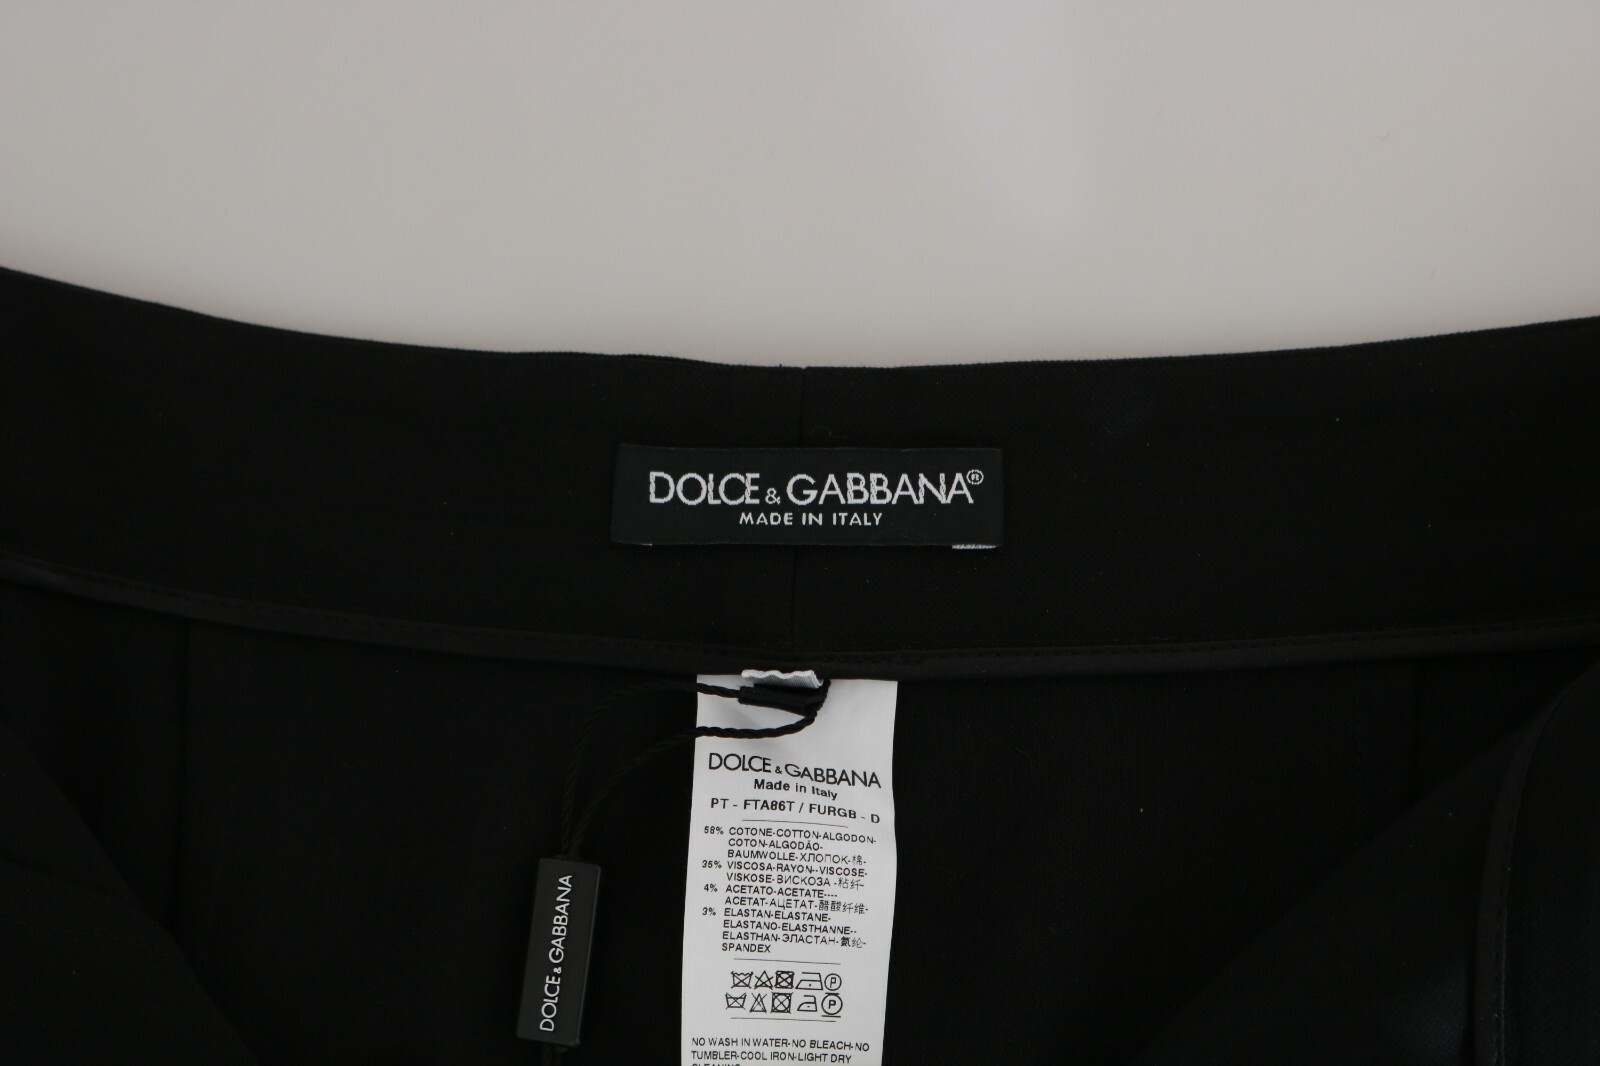 DOLCE & GABBANA®
MADE IN ITALY
DOLCE & GABBANA
Made in Italy
PT - FTA86T / FURGB - D
58% COTONE-COTTON-ALGODON-
COTON-ALGODÃO-
BAUMWOLLE-ХЛОПОК-棉-
35% VISCOSA-RAYON--VISCOSE-
VISKOSE-ВИСКОЗА-粘纤-
4% ACETATO-ACETATE----
ACETAT-АЦЕТАТ-醋酸纤维-
3% ELASTAN-ELASTANE-
ELASTANO-ELASTHANNE--
ELASTHAN-ЭЛАСТАН-氨纶-
SPANDEX
P
P
NO WASH IN WATER-NO BLEACH-NO
TUMBLER-COOL IRON-LIGHT DRY
CLEANING
DOLCE & GABBANA